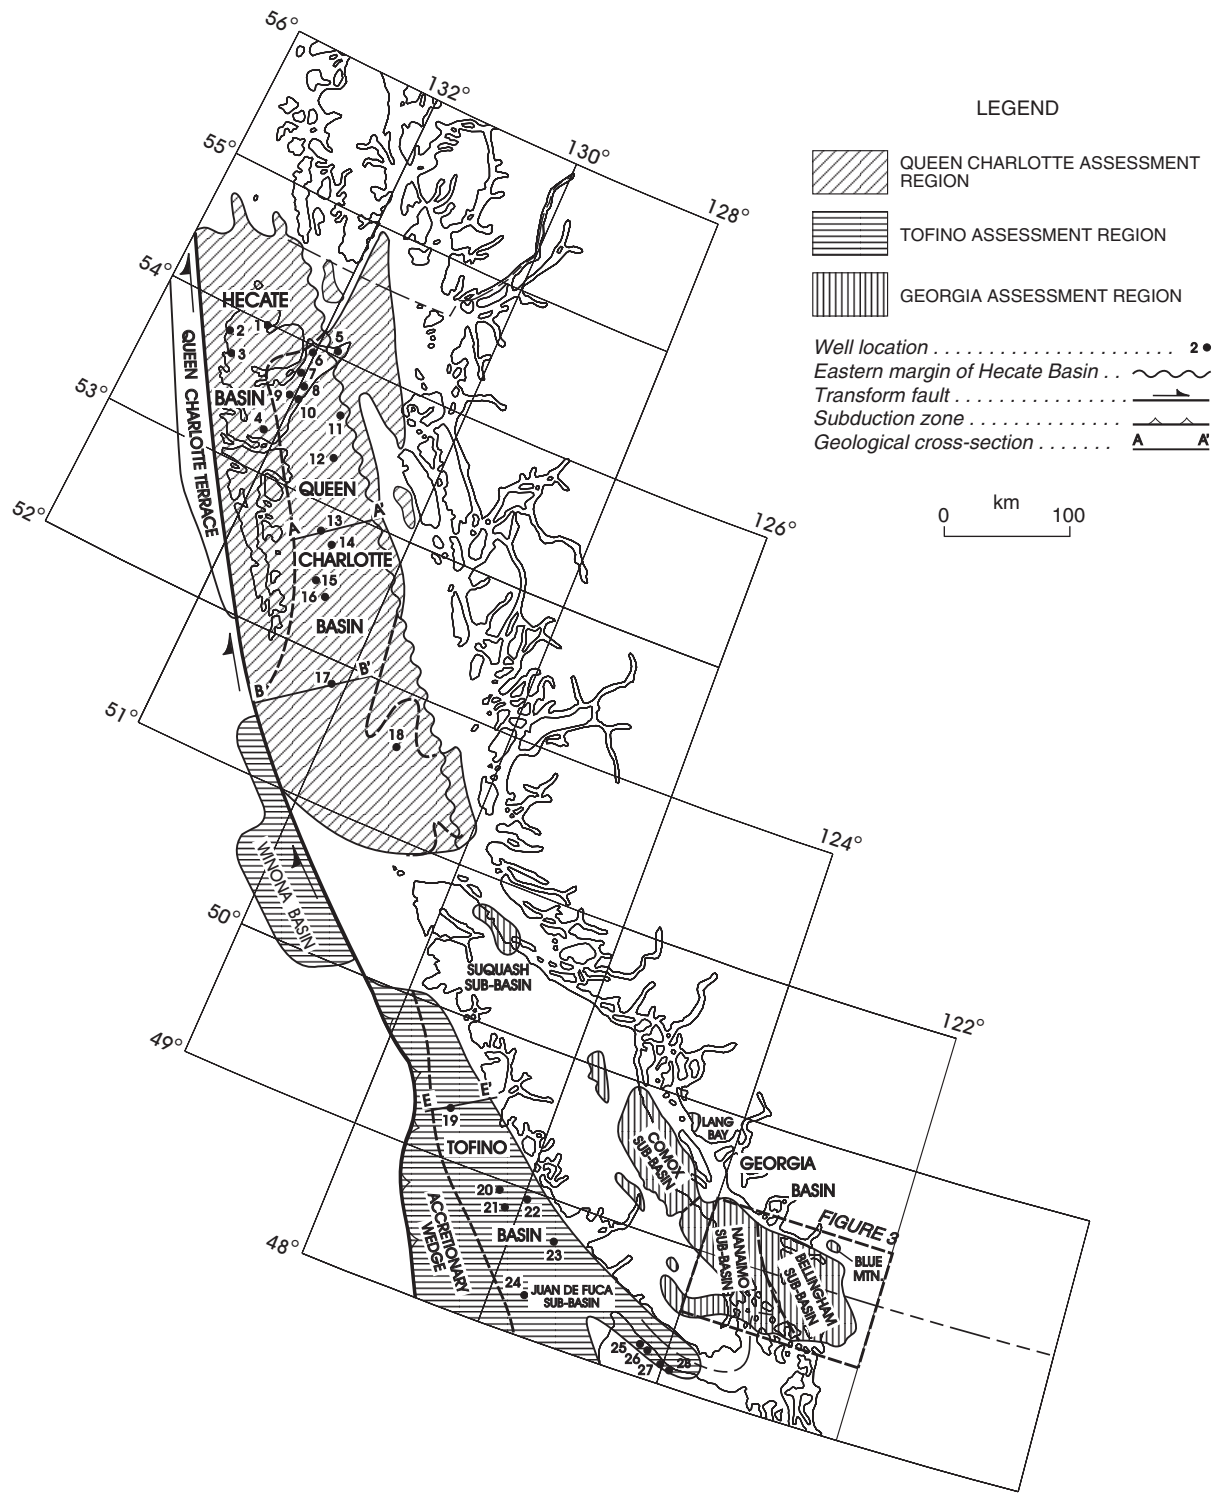 56°
132°
130°
128°
55°
54°
53°
52°
51°
50°
49°
48°
126°
124°
122°
LEGEND
QUEEN CHARLOTTE ASSESSMENT
REGION
TOFINO ASSESSMENT REGION
GEORGIA ASSESSMENT REGION
Well location . . . . . . . . . . . . . . . . . . . . . . 2
Eastern margin of Hecate Basin . .
Transform fault . . . . . . . . . . . . . . . .
Subduction zone . . . . . . . . . . . . . .
Geological cross-section . . . . . . . A A'
km
0 100
HECATE
1
2
3
5
6
7
BASIN
9
8
10
4
11
12
QUEEN CHARLOTTE TERRACE
QUEEN
A A'
13
14
CHARLOTTE
15
16
BASIN
B B'
17
18
WINONA BASIN
SUQUASH
SUB-BASIN
E E'
19
TOFINO
20
21
22
BASIN
23
24
ACCRETIONARY
WEDGE
JUAN DE FUCA
SUB-BASIN
25
26
27
28
LANG
BAY
COMOX
SUB-BASIN
GEORGIA
BASIN
FIGURE 3
NANAIMO
SUB-BASIN
BELLINGHAM
SUB-BASIN
BLUE
MTN.